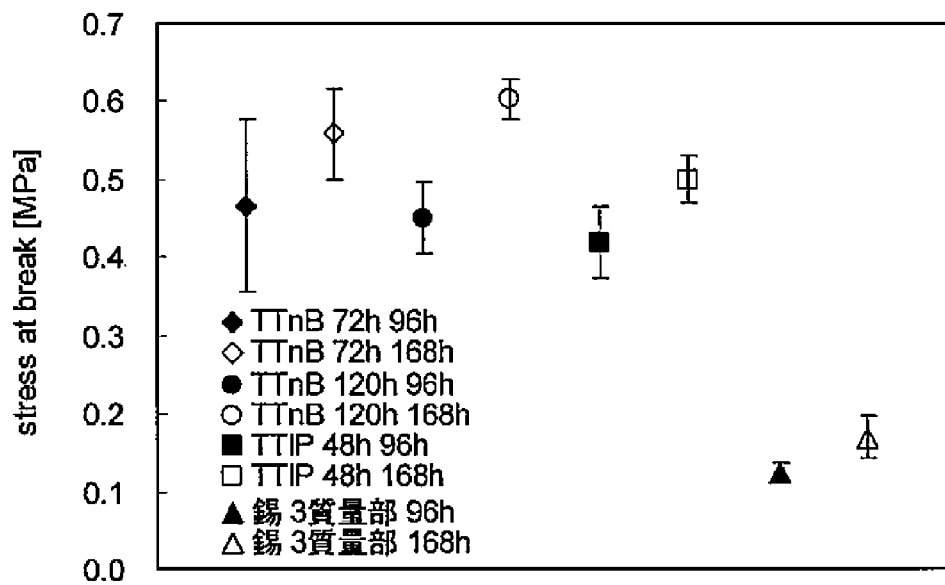 0.7
0.6
0.5
0.4
0.3
0.2
0.1
0.0
stress at break [MPa]
TTnB 72h 96h
TTnB 72h 168h
TTnB 120h 96h
TTnB 120h 168h
TTIP 48h 96h
TTIP 48h 168h
錫 3質量部 96h
錫 3質量部 168h